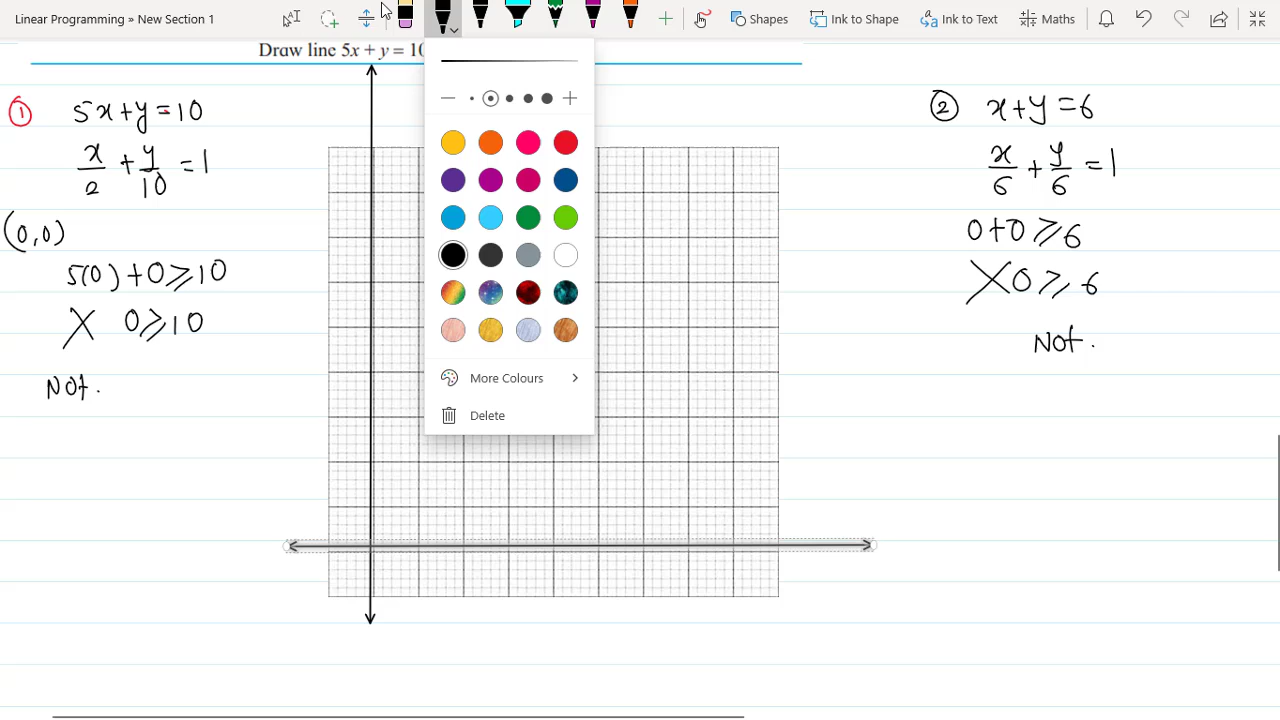 Linear Programming » New Section 1
Shapes
Ink to Shape
Ink to Text
Maths
Draw line 5x + y = 10
① 5x+y=10
x/2 + y/10 = 1
(0,0)
5(0)+0⩾10
X 0⩾10
Not.
② x+y=6
x/6 + y/6 = 1
0+0⩾6
X 0⩾6
Not.
More Colours
Delete